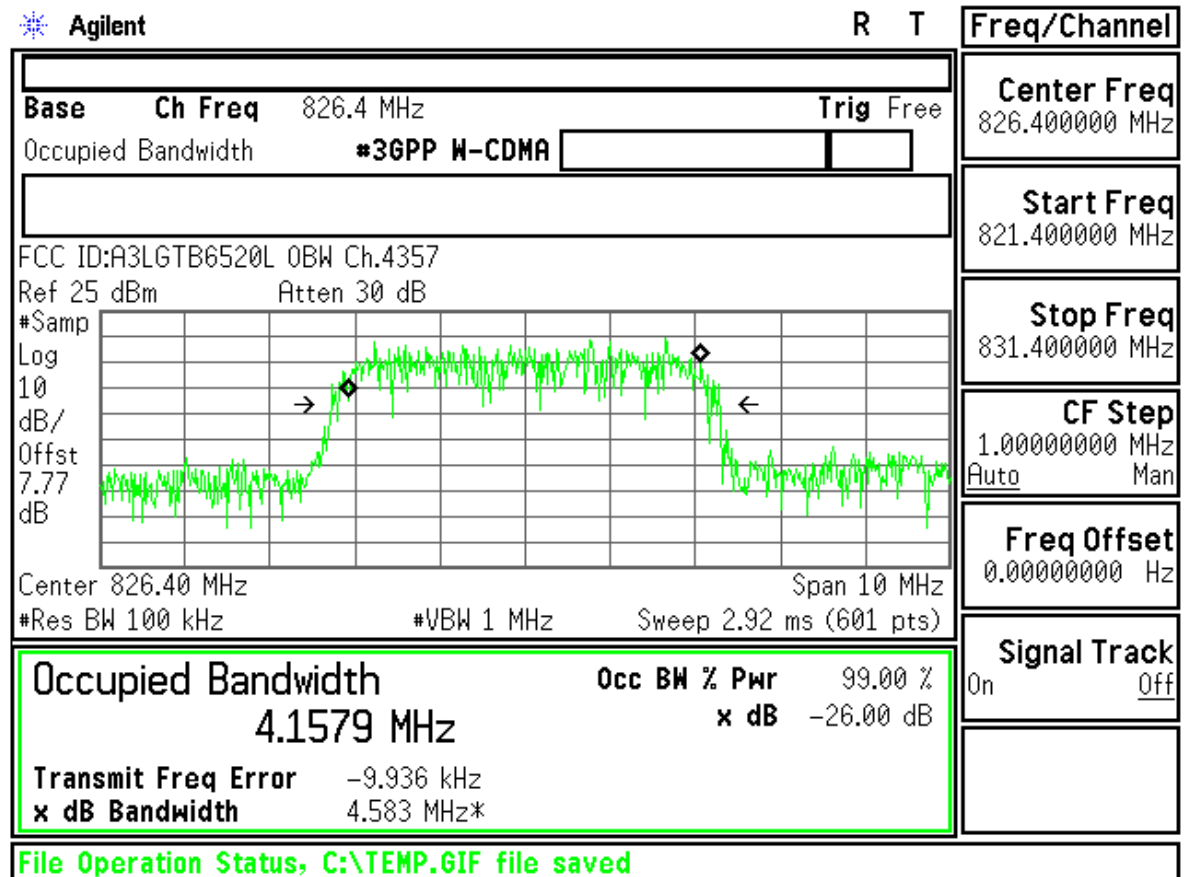 Agilent R T
Base Ch Freq 826.4 MHz Trig Free
Occupied Bandwidth #3GPP W-CDMA
FCC ID:A3LGTB6520L OBW Ch.4357
Ref 25 dBm Atten 30 dB
#Samp
Log
10
dB/
Offst
7.77
dB
Center 826.40 MHz Span 10 MHz
#Res BW 100 kHz #VBW 1 MHz Sweep 2.92 ms (601 pts)
Occupied Bandwidth
4.1579 MHz
Occ BW % Pwr 99.00 %
x dB -26.00 dB
Transmit Freq Error -9.936 kHz
x dB Bandwidth 4.583 MHz*
File Operation Status, C:\TEMP.GIF file saved
Freq/Channel
Center Freq
826.400000 MHz
Start Freq
821.400000 MHz
Stop Freq
831.400000 MHz
CF Step
1.00000000 MHz
Auto Man
Freq Offset
0.00000000 Hz
Signal Track
On Off